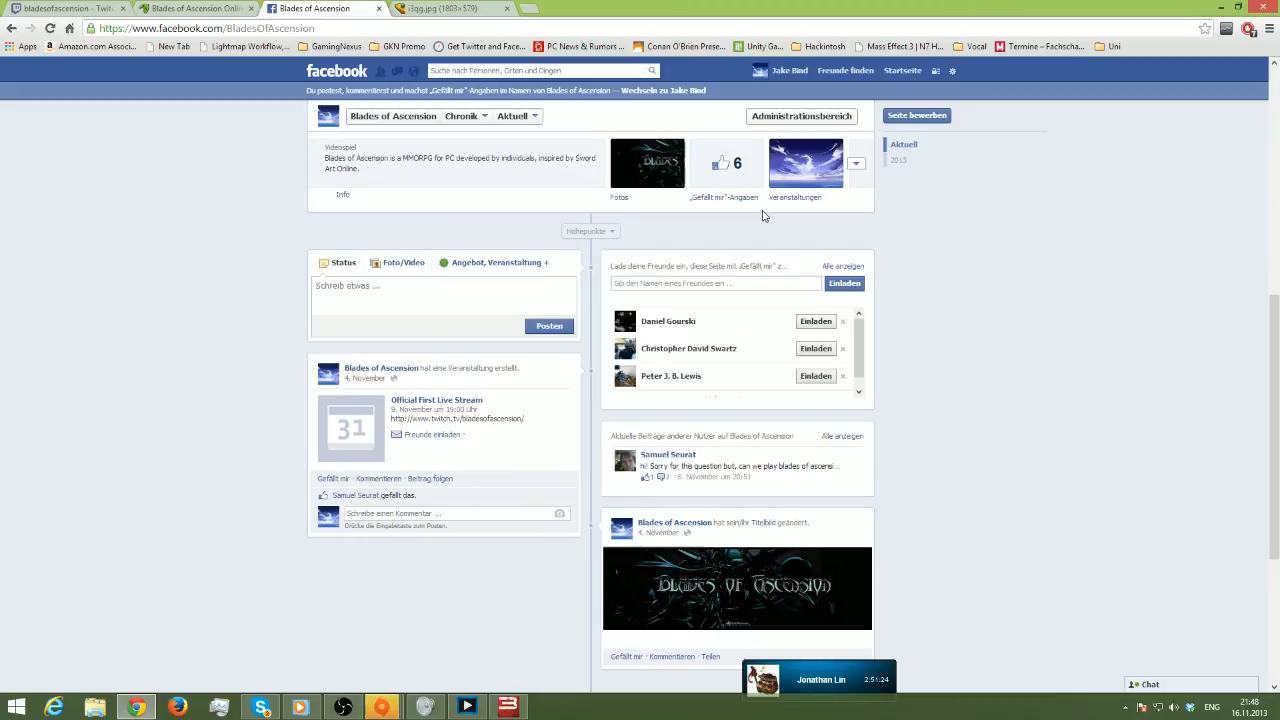 bladesofascension - Twitc
Blades of Ascension Onlin
Blades of Ascension
i3qg.jpg (1803×579)
https://www.facebook.com/BladesOfAscension
Apps
Amazon.com Associ...
New Tab
Lightmap Workflow,...
GamingNexus
GKN Promo
Get Twitter and Face...
PC News & Rumors ...
Conan O'Brien Prese...
Unity Ga...
Hackintosh
Mass Effect 3 | N7 H...
Vocal
Termine – Fachscha...
Uni
facebook
Suche nach Personen, Orten und Dingen
Jake Bind
Freunde finden
Startseite
Du postest, kommentierst und machst „Gefällt mir"-Angaben im Namen von Blades of Ascension — Wechseln zu Jake Bind
Blades of Ascension
Chronik
Aktuell
Administrationsbereich
Seite bewerben
Aktuell
2013
Videospiel
Blades of Ascension is a MMORPG for PC developed by individuals, inspired by Sword
Art Online.
Info
BLADES
6
Fotos
„Gefällt mir"-Angaben
Veranstaltungen
Höhepunkte
Status
Foto/Video
Angebot, Veranstaltung +
Schreib etwas ...
Posten
Lade deine Freunde ein, diese Seite mit „Gefällt mir" z...
Alle anzeigen
Gib den Namen eines Freundes ein ...
Einladen
Daniel Gourski
Einladen
Christopher David Swartz
Einladen
Peter J. B. Lewis
Einladen
Blades of Ascension hat eine Veranstaltung erstellt.
4. November
31
Official First Live Stream
9. November um 19:00 Uhr
http://www.twitch.tv/bladesofascension/
Freunde einladen ·
Gefällt mir · Kommentieren · Beitrag folgen
Samuel Seurat gefällt das.
Schreibe einen Kommentar ...
Drücke die Eingabetaste zum Posten.
Aktuelle Beiträge anderer Nutzer auf Blades of Ascension
Alle anzeigen
Samuel Seurat
hi! Sorry for this question but, can we play blades of ascensi...
1 2 · 6. November um 20:51
Blades of Ascension hat sein/ihr Titelbild geändert.
4. November
BLADES OF ASCENSION
Gefällt mir · Kommentieren · Teilen
Jonathan Lin
2:51:24
Chat
ENG
21:48
16.11.2013